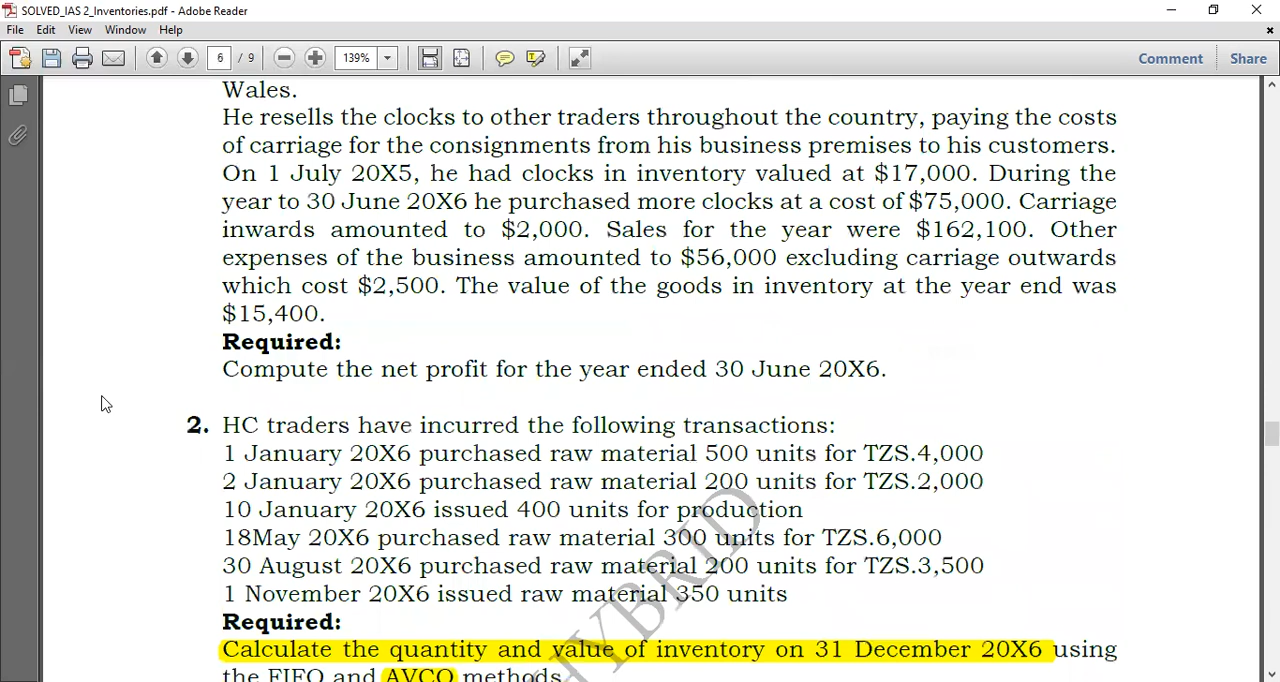 SOLVED_IAS 2_Inventories.pdf - Adobe Reader
File Edit View Window Help
6 / 9 139% Comment Share
Wales.
He resells the clocks to other traders throughout the country, paying the costs
of carriage for the consignments from his business premises to his customers.
On 1 July 20X5, he had clocks in inventory valued at $17,000. During the
year to 30 June 20X6 he purchased more clocks at a cost of $75,000. Carriage
inwards amounted to $2,000. Sales for the year were $162,100. Other
expenses of the business amounted to $56,000 excluding carriage outwards
which cost $2,500. The value of the goods in inventory at the year end was
$15,400.
Required:
Compute the net profit for the year ended 30 June 20X6.
2. HC traders have incurred the following transactions:
1 January 20X6 purchased raw material 500 units for TZS.4,000
2 January 20X6 purchased raw material 200 units for TZS.2,000
10 January 20X6 issued 400 units for production
18May 20X6 purchased raw material 300 units for TZS.6,000
30 August 20X6 purchased raw material 200 units for TZS.3,500
1 November 20X6 issued raw material 350 units
Required:
Calculate the quantity and value of inventory on 31 December 20X6 using
the FIFO and AVCO methods.
HYBRID